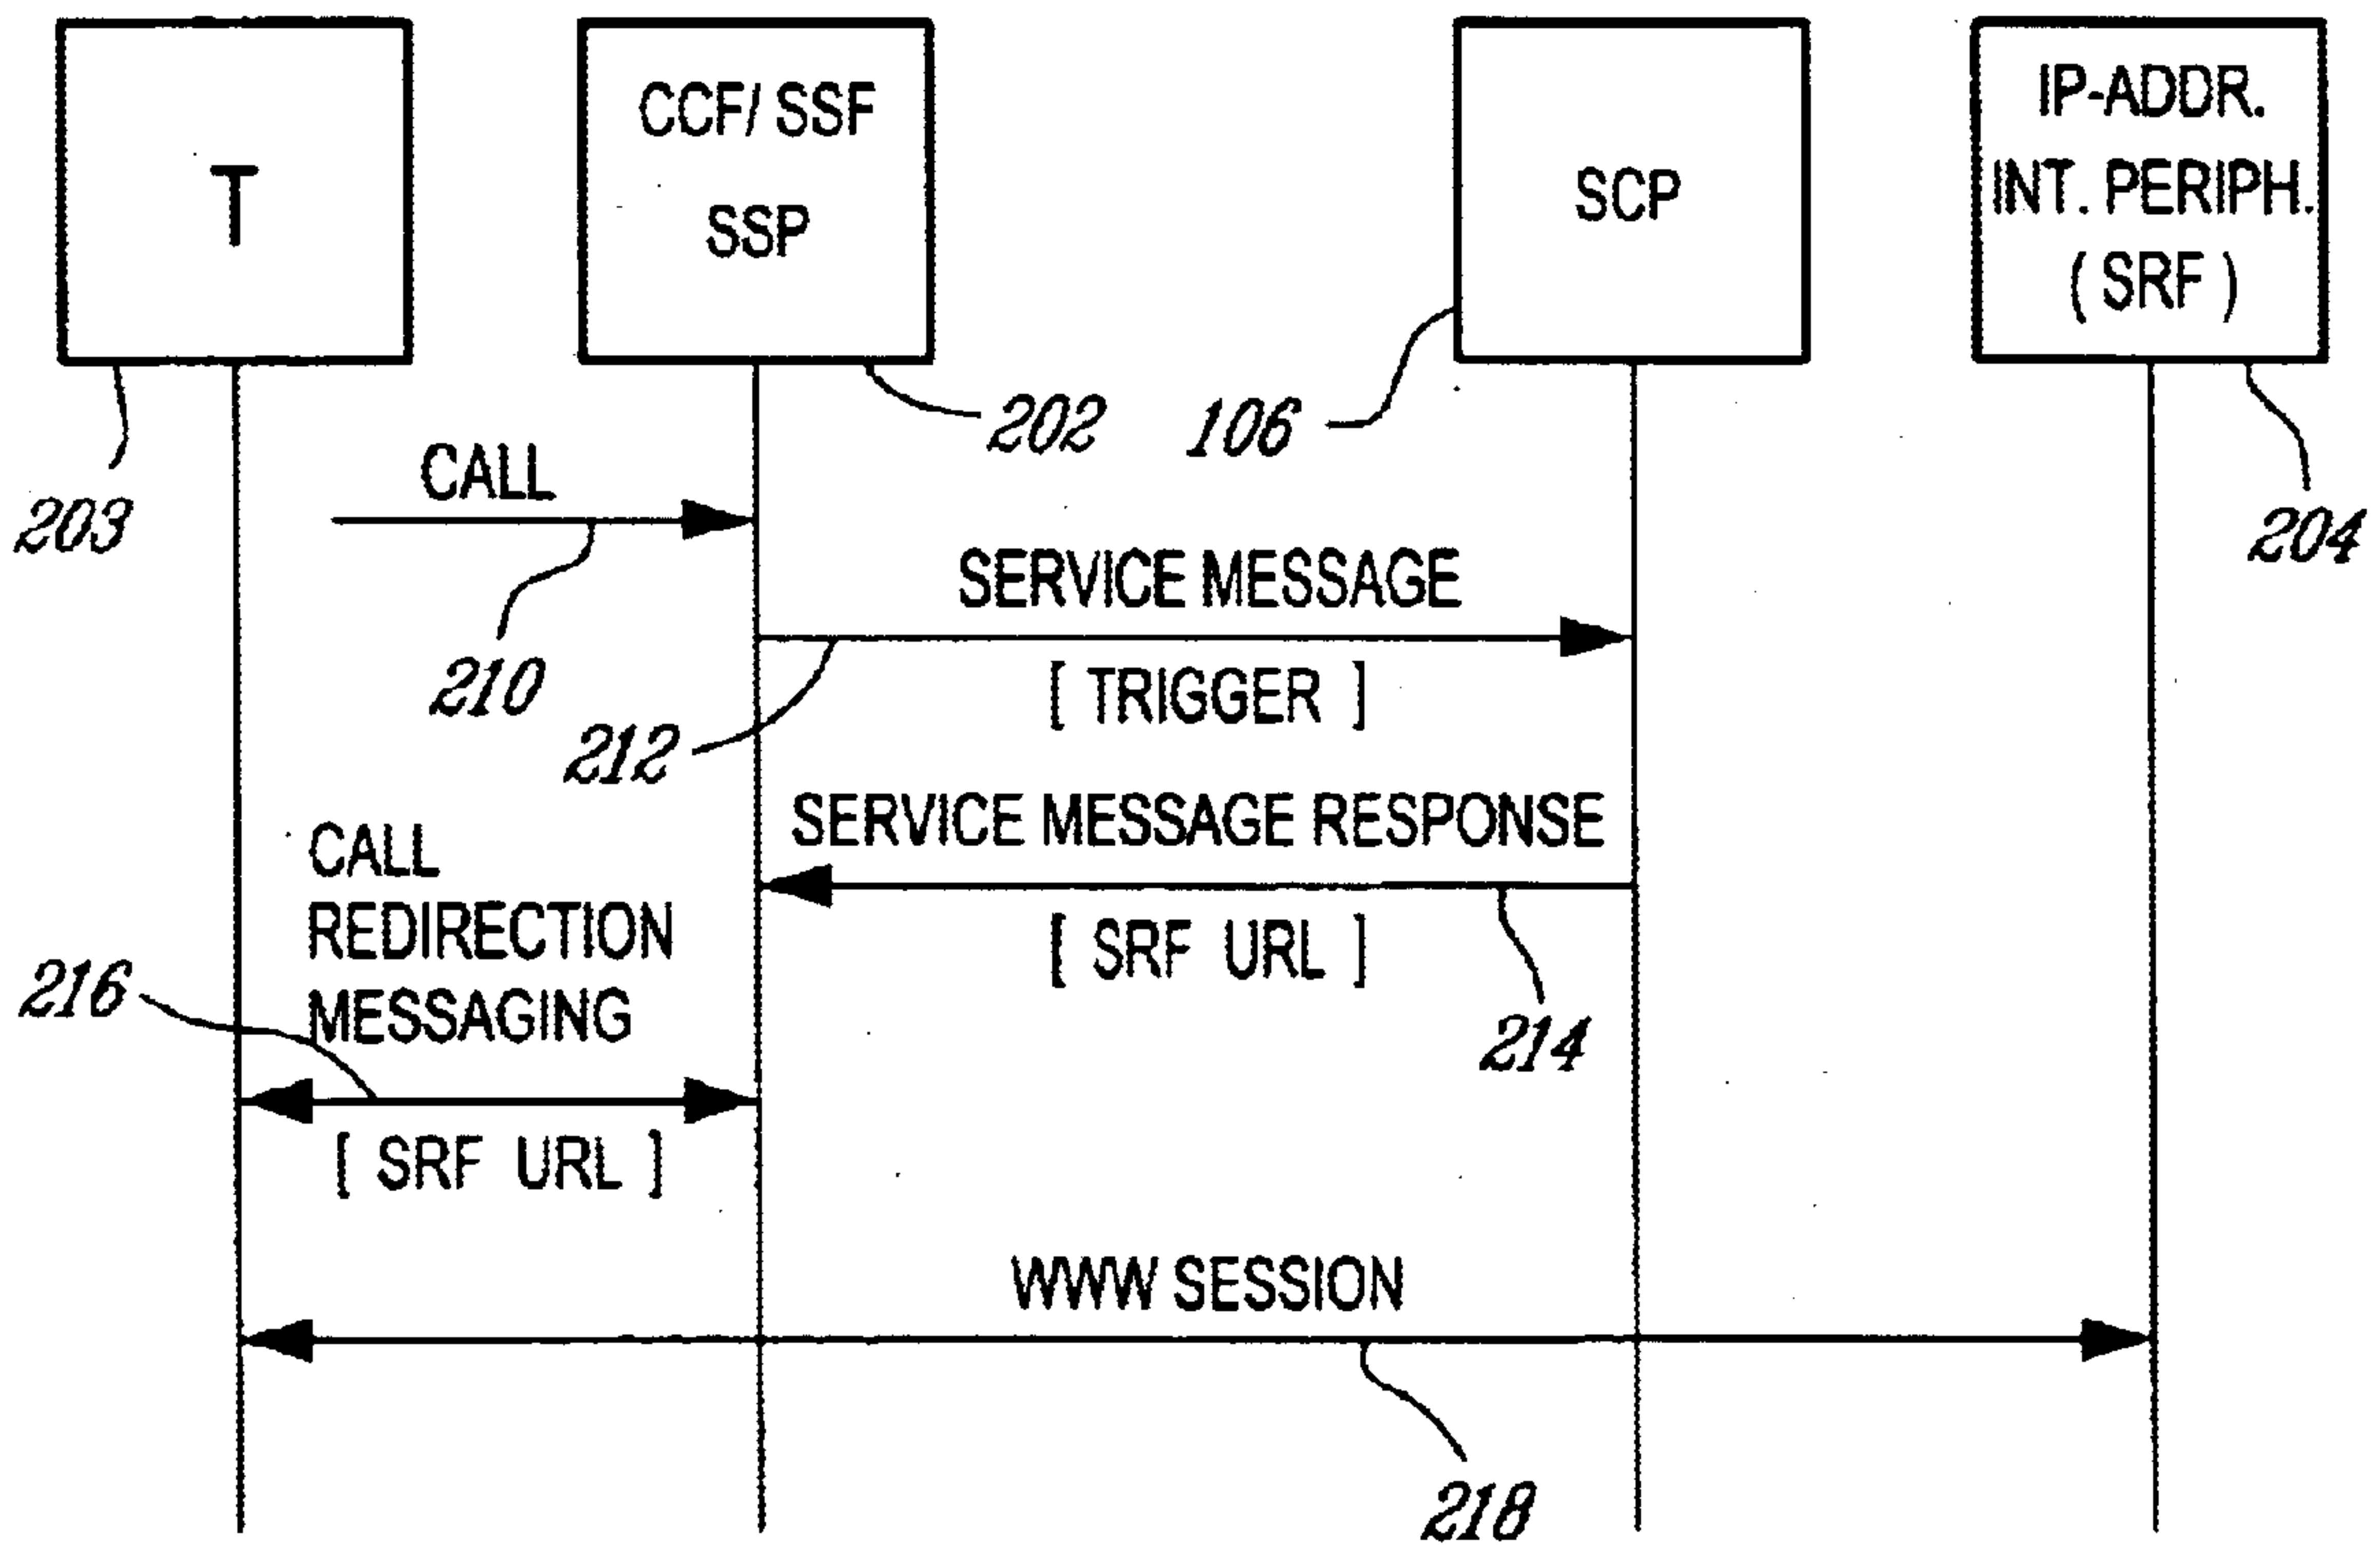 T
CCF/ SSF
SSP
SCP
IP-ADDR.
INT. PERIPH.
( SRF )
203
202
106
204
CALL
210
SERVICE MESSAGE
[ TRIGGER ]
212
SERVICE MESSAGE RESPONSE
[ SRF URL ]
214
CALL
REDIRECTION
MESSAGING
216
[ SRF URL ]
WWW SESSION
218